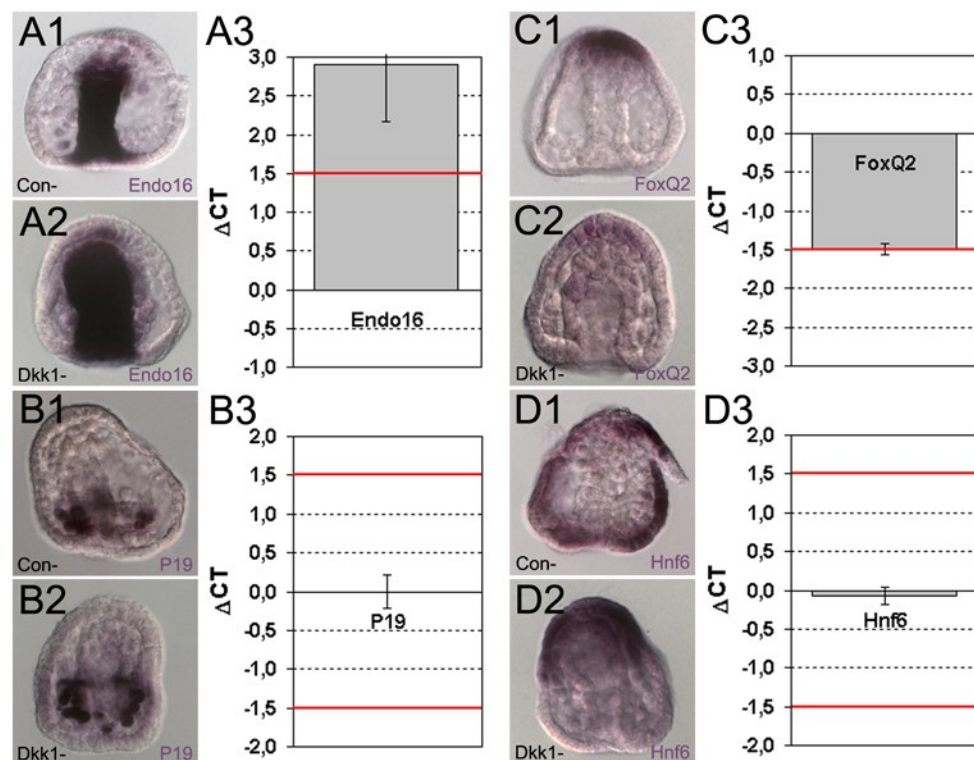 A1
Con-
Endo16
A2
Dkk1-
Endo16
A3
ΔCT
3,0
2,5
2,0
1,5
1,0
0,5
0,0
-0,5
-1,0
Endo16
B1
Con-
P19
B2
Dkk1-
P19
B3
ΔCT
2,0
1,5
1,0
0,5
0,0
-0,5
-1,0
-1,5
-2,0
P19
C1
FoxQ2
C2
Dkk1-
FoxQ2
C3
ΔCT
1,0
0,5
0,0
-0,5
-1,0
-1,5
-2,0
-2,5
-3,0
FoxQ2
D1
Con-
Hnf6
D2
Dkk1-
Hnf6
D3
ΔCT
2,0
1,5
1,0
0,5
0,0
-0,5
-1,0
-1,5
-2,0
Hnf6